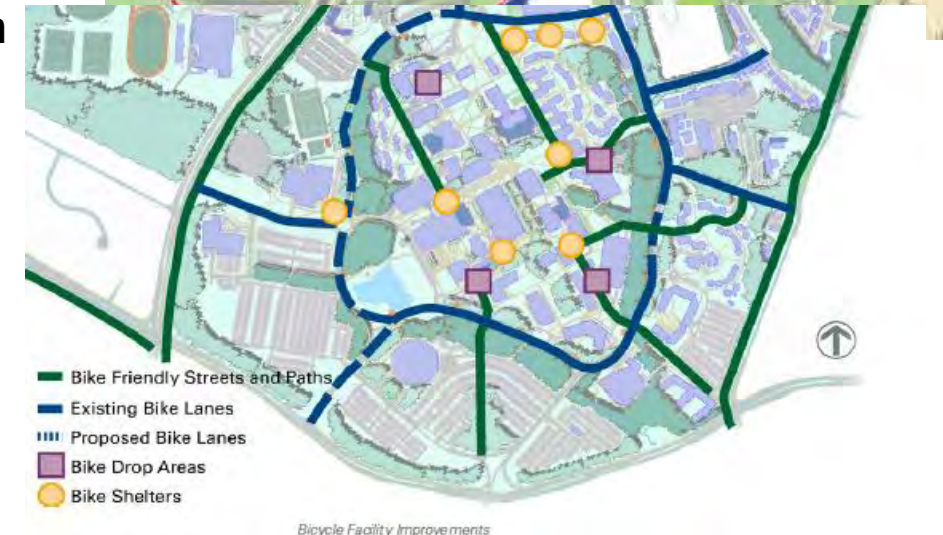 n
Bike Friendly Streets and Paths
Existing Bike Lanes
Proposed Bike Lanes
Bike Drop Areas
Bike Shelters
Bicycle Facility Improvements